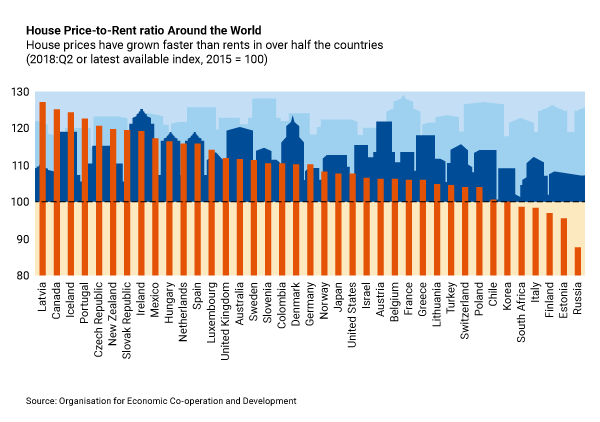 House Price-to-Rent ratio Around the World
House prices have grown faster than rents in over half the countries
(2018:Q2 or latest available index, 2015 = 100)
130
120
110
100
90
80
Latvia
Canada
Iceland
Portugal
Czech Republic
New Zealand
Slovak Republic
Ireland
Mexico
Hungary
Netherlands
Spain
Luxembourg
United Kingdom
Australia
Sweden
Slovenia
Colombia
Denmark
Germany
Norway
Japan
United States
Israel
Austria
Belgium
France
Greece
Lithuania
Turkey
Switzerland
Poland
Chile
Korea
South Africa
Italy
Finland
Estonia
Russia
Source: Organisation for Economic Co-operation and Development